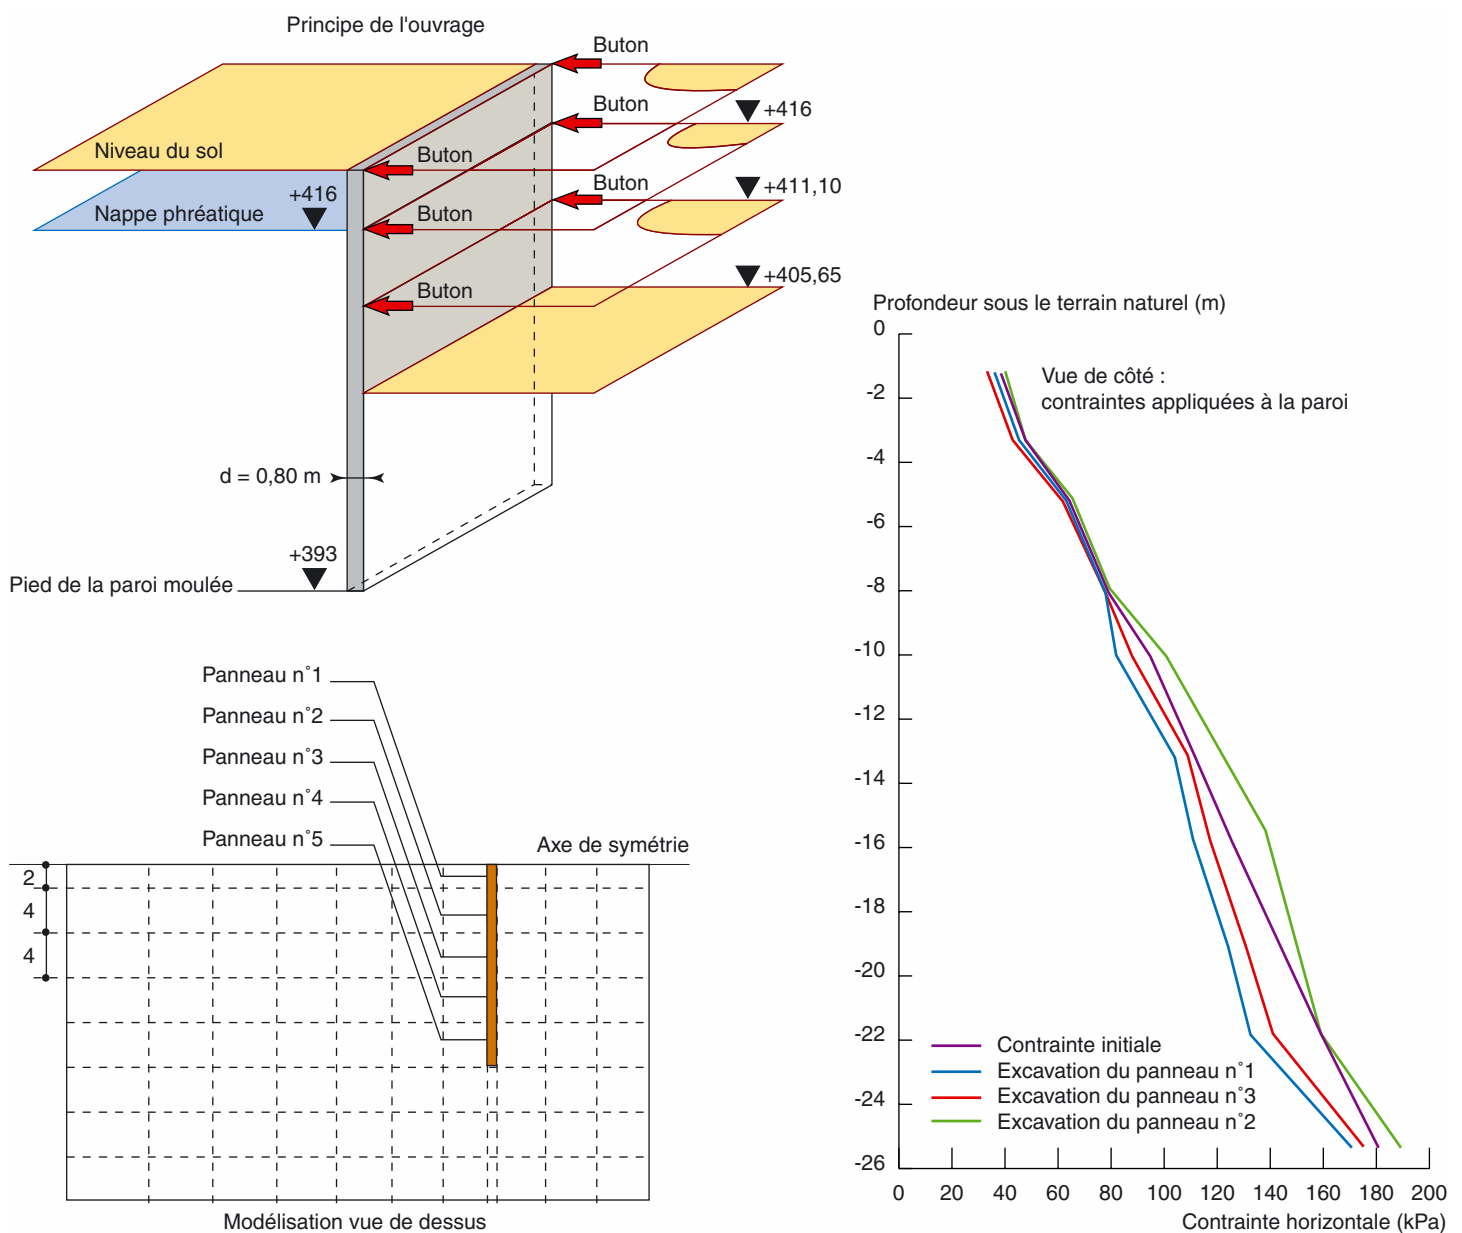 Principe de l'ouvrage
Buton
Buton
+416
Niveau du sol
Buton
Buton
+411,10
+416
Nappe phréatique
Buton
+405,65
Buton
d = 0,80 m
+393
Pied de la paroi moulée
Panneau n°1
Panneau n°2
Panneau n°3
Panneau n°4
Panneau n°5
Axe de symétrie
2
4
4
Modélisation vue de dessus
Profondeur sous le terrain naturel (m)
0
Vue de côté :
contraintes appliquées à la paroi
-2
-4
-6
-8
-10
-12
-14
-16
-18
-20
-22
-24
-26
Contrainte initiale
Excavation du panneau n°1
Excavation du panneau n°3
Excavation du panneau n°2
0 20 40 60 80 100 120 140 160 180 200
Contrainte horizontale (kPa)